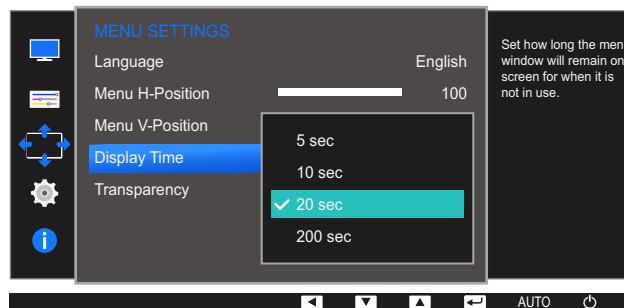 MENU SETTINGS
Language English
Menu H-Position 100
Menu V-Position
Display Time
Transparency
5 sec
10 sec
20 sec
200 sec
Set how long the men
window will remain on
screen for when it is
not in use.
i
AUTO